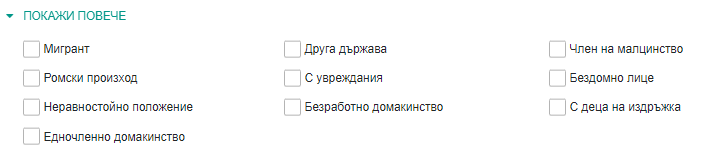 ПОКАЖИ ПОВЕЧЕ
Мигрант Друга държава Член на малцинство
Ромски произход С увреждания Бездомно лице
Неравностойно положение Безработно домакинство С деца на издръжка
Едночленно домакинство